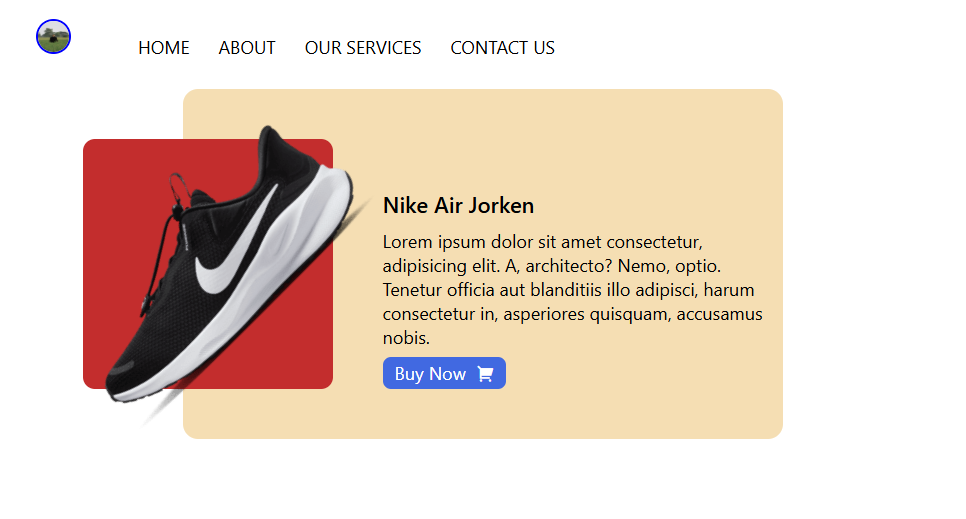 HOME ABOUT OUR SERVICES CONTACT US
Nike Air Jorken
Lorem ipsum dolor sit amet consectetur,
adipisicing elit. A, architecto? Nemo, optio.
Tenetur officia aut blanditiis illo adipisci, harum
consectetur in, asperiores quisquam, accusamus
nobis.
Buy Now